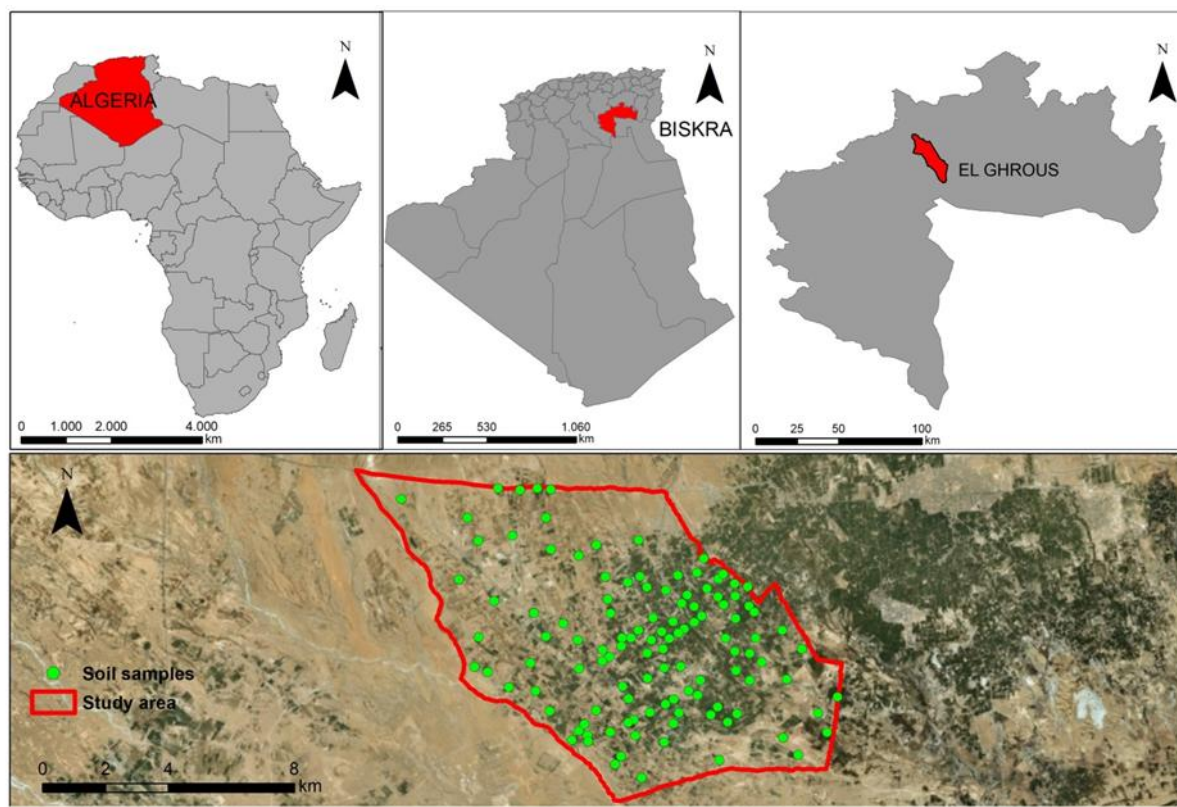 N
ALGERIA
0 1.000 2.000 4.000
km
N
BISKRA
0 265 530 1.060
km
N
EL GHROUS
0 25 50 100
km
N
Soil samples
Study area
0 2 4 8
km